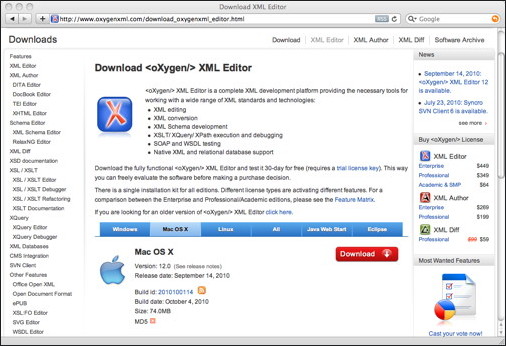 Download XML Editor
http://www.oxygenxml.com/download_oxygenxml_editor.html
RSS
Google
Downloads
Download XML Editor XML Author XML Diff Software Archive
Features
XML Editor
XML Author
DITA Editor
DocBook Editor
TEI Editor
XHTML Editor
Schema Editor
XML Schema Editor
RelaxNG Editor
XML Diff
XSD documentation
XSL / XSLT
XSL / XSLT Editor
XSL / XSLT Debugger
XSL / XSLT Refactoring
XSLT Documentation
XQuery
XQuery Editor
XQuery Debugger
XML Databases
CMS Integration
SVN Client
Other Features
Office Open XML
Open Document Format
ePUB
XSL:FO Editor
SVG Editor
WSDL Editor
Download <oXygen/> XML Editor
<oXygen/> XML Editor is a complete XML development platform providing the necessary tools for
working with a wide range of XML standards and technologies:
XML editing
XML conversion
XML Schema development
XSLT/ XQuery/ XPath execution and debugging
SOAP and WSDL testing
Native XML and relational database support
Download the fully functional <oXygen/> XML Editor and test it 30-day for free (requires a trial license key). This way
you can freely evaluate the software before making a purchase decision.
There is a single installation kit for all editions. Different license types are activating different features. For a
comparison between the Enterprise and Professional/Academic editions, please see the Feature Matrix.
If you are looking for an older version of <oXygen/> XML Editor click here.
Windows Mac OS X Linux All Java Web Start Eclipse
Mac OS X
Download
Version: 12.0 (See release notes)
Release date: September 14, 2010
Build id: 2010100114
Build date: October 4, 2010
Size: 74.0MB
MD5
News
September 14, 2010:
<oXygen/> XML Editor 12
is available.
July 23, 2010: Syncro
SVN Client 6 is available.
see more
Buy <oXygen/> License
XML Editor
Enterprise $449
Professional $349
Academic & SMP $64
XML Author
Enterprise $269
Professional $199
XML Diff
Professional $99 $59
Most Wanted Features
Cast your vote now!